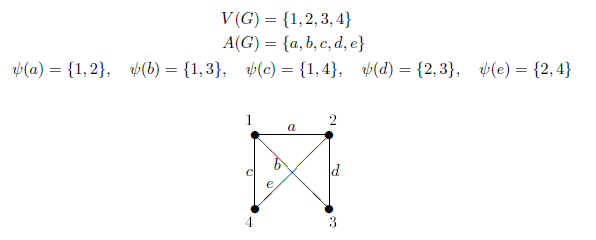 V(G) = {1, 2, 3, 4}
A(G) = {a, b, c, d, e}
ψ(a) = {1, 2}, ψ(b) = {1, 3}, ψ(c) = {1, 4}, ψ(d) = {2, 3}, ψ(e) = {2, 4}
1 2
a
b
c d
e
4 3